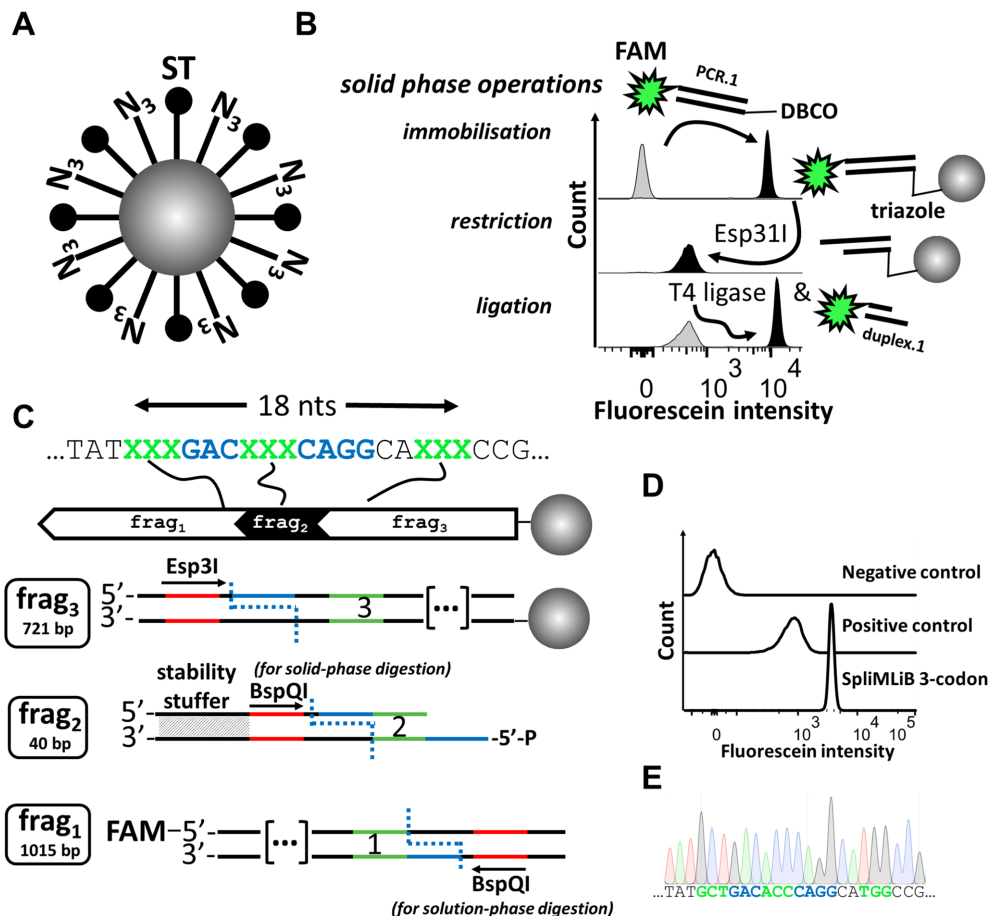 A
ST
N3
N3
N3
N3
N3
N3
N3
N3
B
FAM
PCR.1
solid phase operations
DBCO
immobilisation
triazole
restriction
Esp31I
Count
ligation
T4 ligase & 
duplex.1
0 10 3 10 4
Fluorescein intensity
C
18 nts
...TATXXXGACXXXCAGGCAXXXCCG...
frag1 frag2 frag3
Esp3I
frag3
721 bp
5’-
3’-
3
[...]
stability
stuffer
(for solid-phase digestion)
BspQI
frag2
40 bp
5’-
3’-
2
-5’-P
frag1
1015 bp
FAM–5’-
3’-
[...]
1
BspQI
(for solution-phase digestion)
D
Negative control
Positive control
SpliMLiB 3-codon
Count
0 10 3 10 4 10 5
Fluorescein intensity
E
...TATGCTGACACCCAGGCATGGCCG...